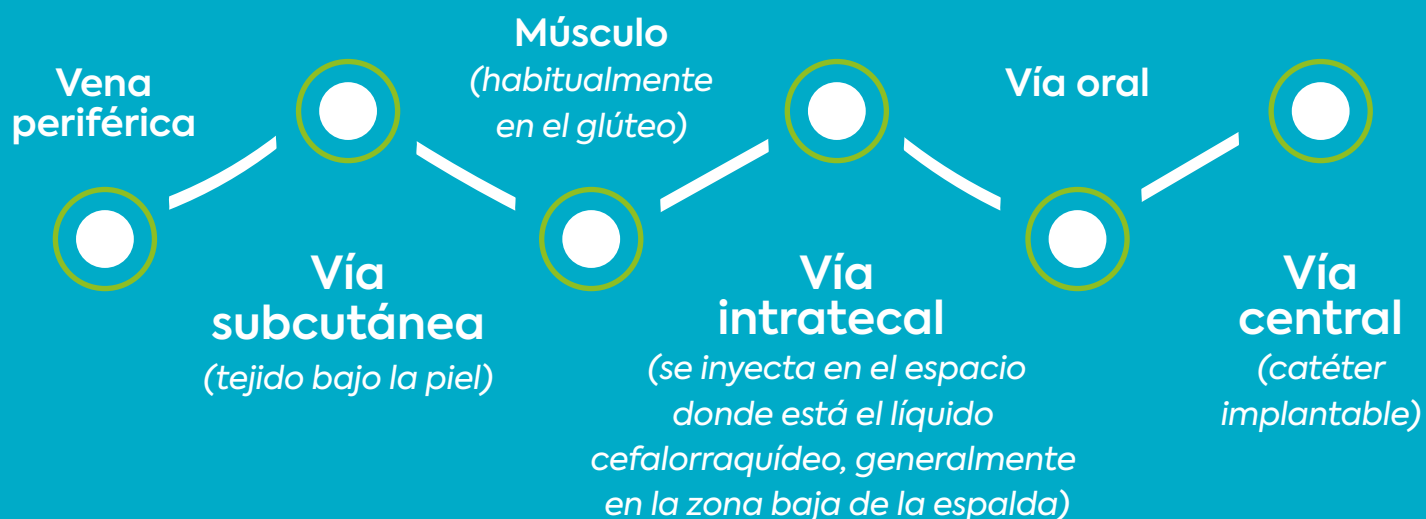 Vena
periférica
Vía
subcutánea
(tejido bajo la piel)
Músculo
(habitualmente
en el glúteo)
Vía
intratecal
(se inyecta en el espacio
donde está el líquido
cefalorraquídeo, generalmente
en la zona baja de la espalda)
Vía oral
Vía
central
(catéter
implantable)